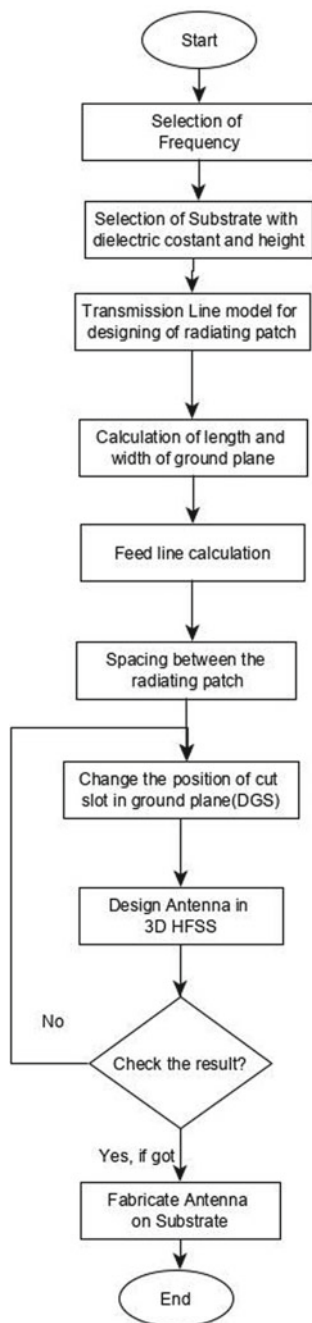 Start
Selection of
Frequency
Selection of Substrate with
dielectric costant and height
Transmission Line model for
designing of radiating patch
Calculation of length and
width of ground plane
Feed line calculation
Spacing between the
radiating patch
Change the position of cut
slot in ground plane(DGS)
Design Antenna in
3D HFSS
No
Check the result?
Yes, if got
Fabricate Antenna
on Substrate
End